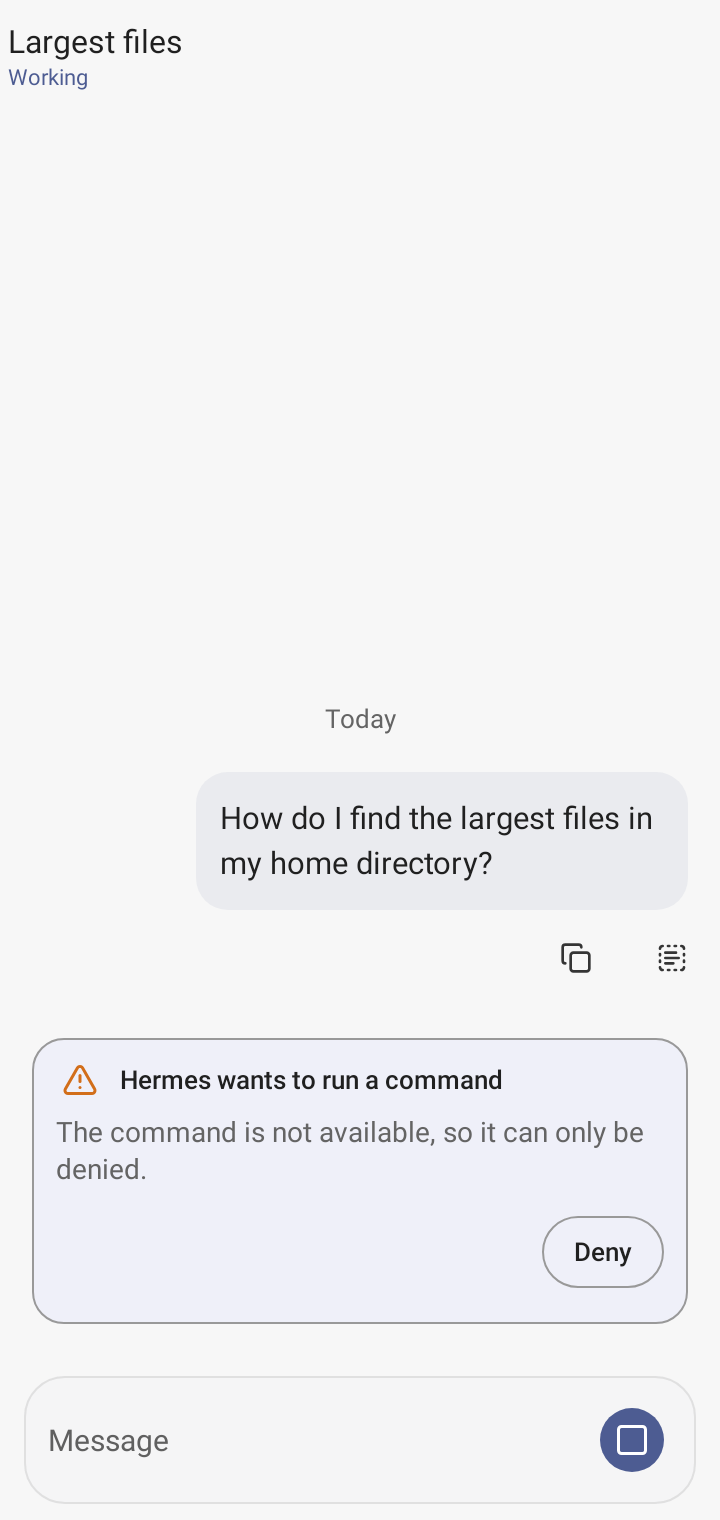 Largest files
Working
Today
How do I find the largest files in
my home directory?
Hermes wants to run a command
The command is not available, so it can only be
denied.
Deny
Message